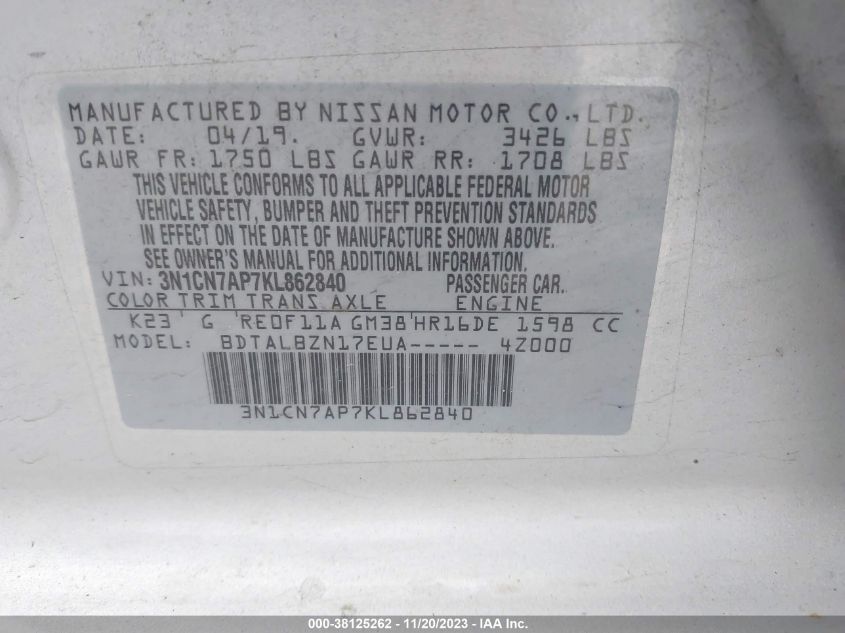 MANUFACTURED BY NISSAN MOTOR CO., LTD.
DATE: 04/19. GVWR: 3426 LBS
GAWR FR: 1750 LBS GAWR RR: 1708 LBS
THIS VEHICLE CONFORMS TO ALL APPLICABLE FEDERAL MOTOR
VEHICLE SAFETY, BUMPER AND THEFT PREVENTION STANDARDS
IN EFFECT ON THE DATE OF MANUFACTURE SHOWN ABOVE.
SEE OWNER'S MANUAL FOR ADDITIONAL INFORMATION.
VIN: 3N1CN7AP7KL862840 PASSENGER CAR.
COLOR TRIM TRANS AXLE ENGINE
K23 G RE0F11A GM38 HR16DE 1598 CC
MODEL: BDTALBZN17EUA----- 4Z000
3N1CN7AP7KL862840
000-38125262 - 11/20/2023 - IAA Inc.